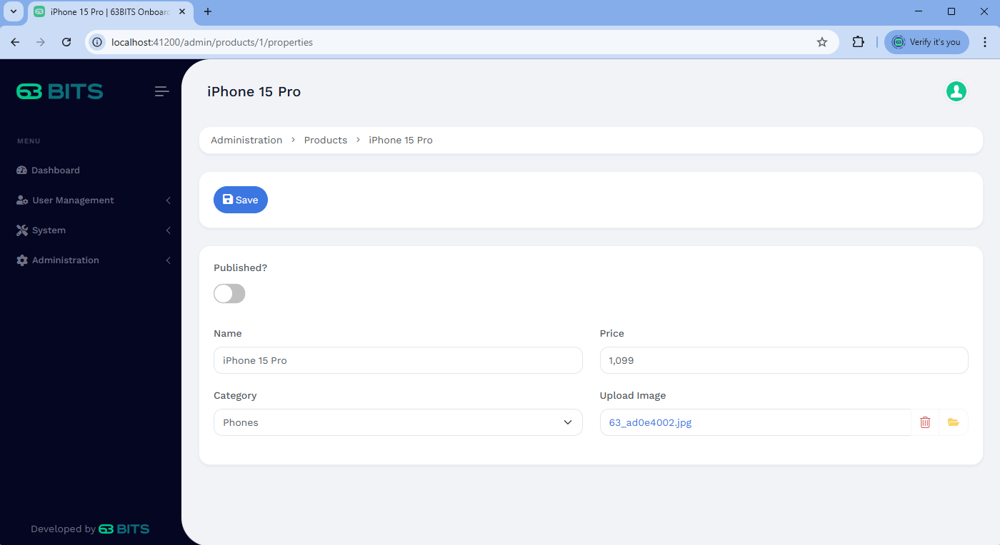 iPhone 15 Pro | 63BITS Onboard
localhost:41200/admin/products/1/properties
Verify it's you
63 BITS
iPhone 15 Pro
MENU
Administration > Products > iPhone 15 Pro
Dashboard
User Management
System
Administration
Save
Published?
Name
Price
iPhone 15 Pro
1,099
Category
Upload Image
Phones
63_ad0e4002.jpg
Developed by 63 BITS